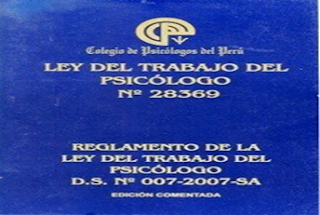 Colegio de Psicólogos del Perú
LEY DEL TRABAJO DEL
PSICÓLOGO
Nº 28369
REGLAMENTO DE LA
LEY DEL TRABAJO DEL
PSICÓLOGO
D.S. Nº 007-2007-SA
EDICIÓN COMENTADA